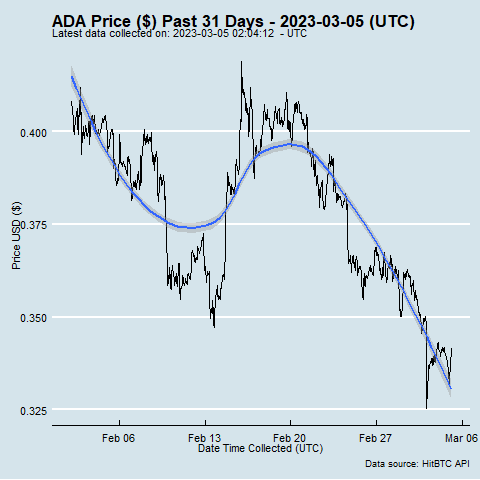 ADA Price ($) Past 31 Days - 2023-03-05 (UTC)
Latest data collected on: 2023-03-05 02:04:12 - UTC
0.400
0.375
0.350
0.325
Price USD ($)
Feb 06 Feb 13 Feb 20 Feb 27 Mar 06
Date Time Collected (UTC)
Data source: HitBTC API